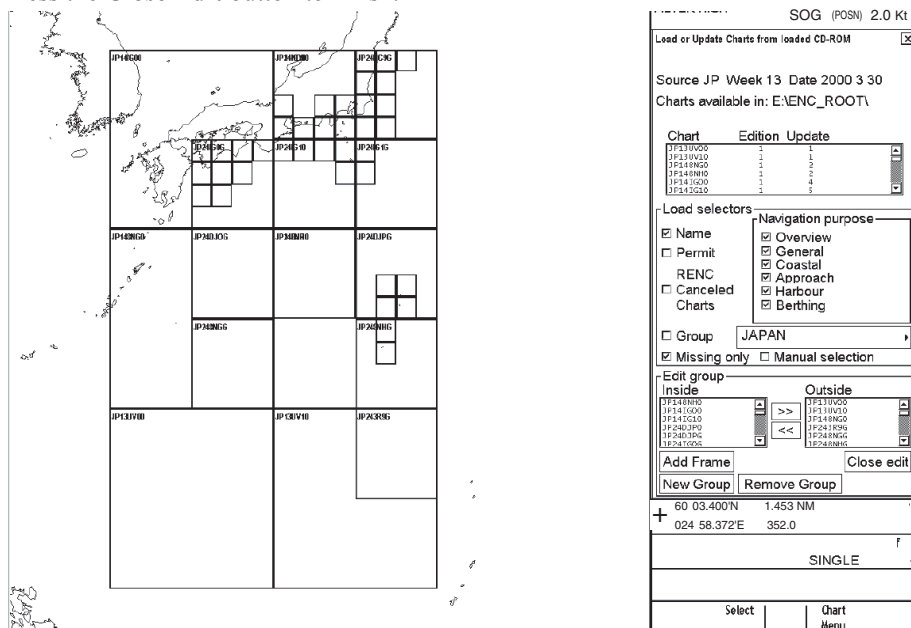 SOG (POSN) 2.0 Kt
Load or Update Charts from loaded CD-ROM
Source JP Week 13 Date 2000 3 30
Charts available in: E:\ENC_ROOT\
Chart Edition Update
JP13UV00 1 1
JP13UV10 1 1
JP148NG0 1 2
JP148NH0 1 2
JP14IG00 1 4
JP14IG10 1 5
Load selectors
Name
Permit
RENC
Canceled
Charts
Navigation purpose
Overview
General
Coastal
Approach
Harbour
Berthing
Group JAPAN
Missing only Manual selection
Edit group
Inside Outside
JP148NH0 JP13UV00
JP14IG00 JP13UV10
JP14IG10 >> JP148NG0
JP24DJP0 << JP243R9G
JP24DJPG JP248NGG
JP24IG0G JP248NHG
Add Frame Close edit
New Group Remove Group
+ 60 03.400'N 1.453 NM
024 58.372'E 352.0
SINGLE
Select Chart
Menu
JP13UV00 JP13UV10 JP243R9G